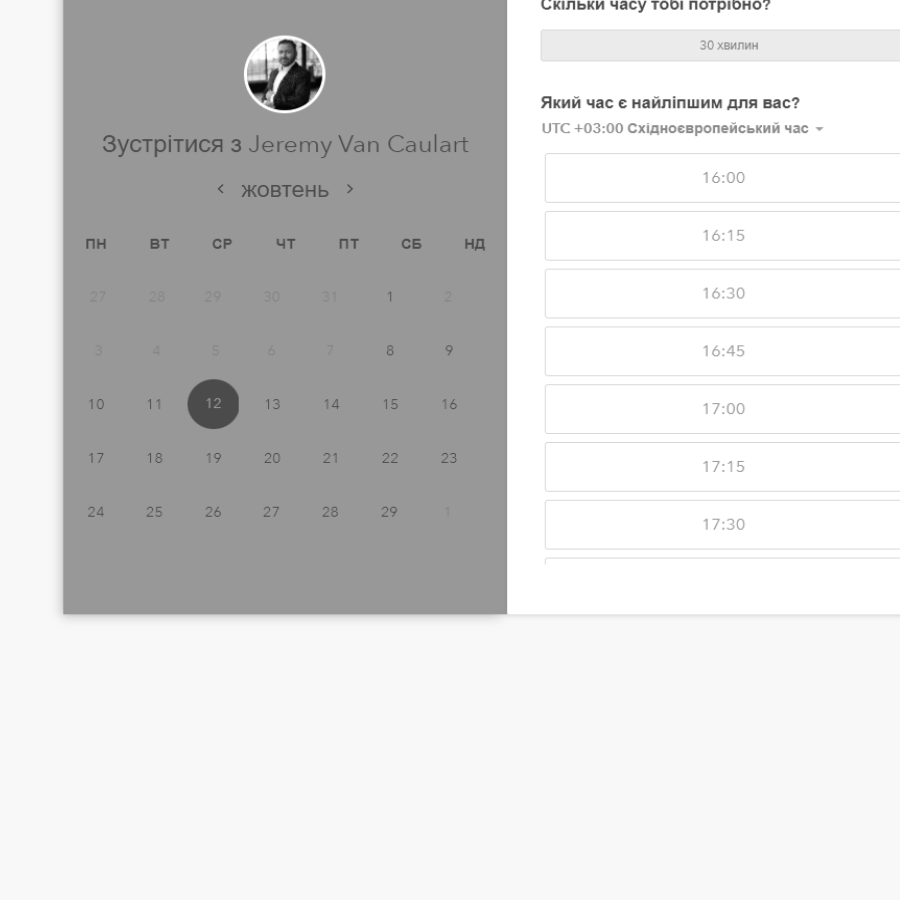 Зустрітися з Jeremy Van Caulart
жовтень
ПН ВТ СР ЧТ ПТ СБ НД
27 28 29 30 31 1 2
3 4 5 6 7 8 9
10 11 12 13 14 15 16
17 18 19 20 21 22 23
24 25 26 27 28 29 1
Скільки часу тобі потрібно?
30 хвилин
Який час є найліпшим для вас?
UTC +03:00 Східноєвропейський час
16:00
16:15
16:30
16:45
17:00
17:15
17:30